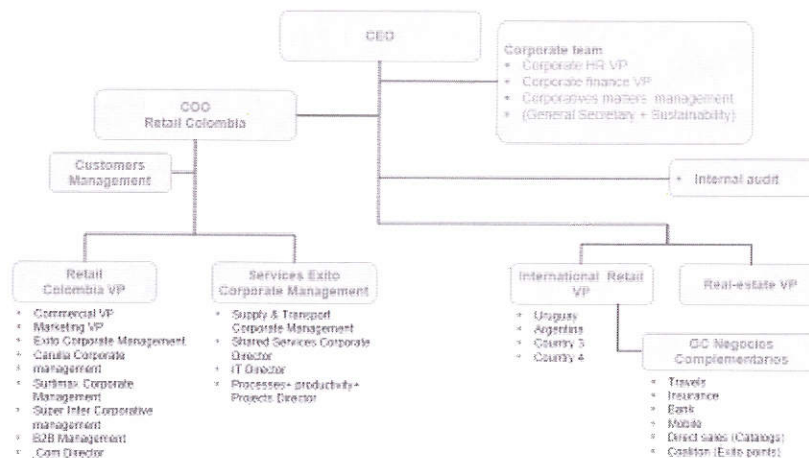 CEO
Corporate team
• Corporate HR VP
• Corporate finance VP
• Corporatives matters management
• (General Secretary + Sustainability)
COO
Retail Colombia
Customers
Management
• Internal audit
Retail
Colombia VP
• Commercial VP
• Marketing VP
• Exito Corporate Management
• Carulla Corporate
• management
• Surtimax Corporate
Management
• Super Inter Corporative
management
• B2B Management
• .Com Director
Services Exito
Corporate Management
• Supply & Transport
Corporate Management
• Shared Services Corporate
Director
• IT Director
• Processes+ productivity+
Projects Director
International Retail
VP
• Uruguay
• Argentina
• Country 3
• Country 4
Real-estate VP
GC Negocios
Complementarios
• Travels
• Insurance
• Bank
• Mobile
• Direct sales (Catalogs)
• Coalition (Exito points)